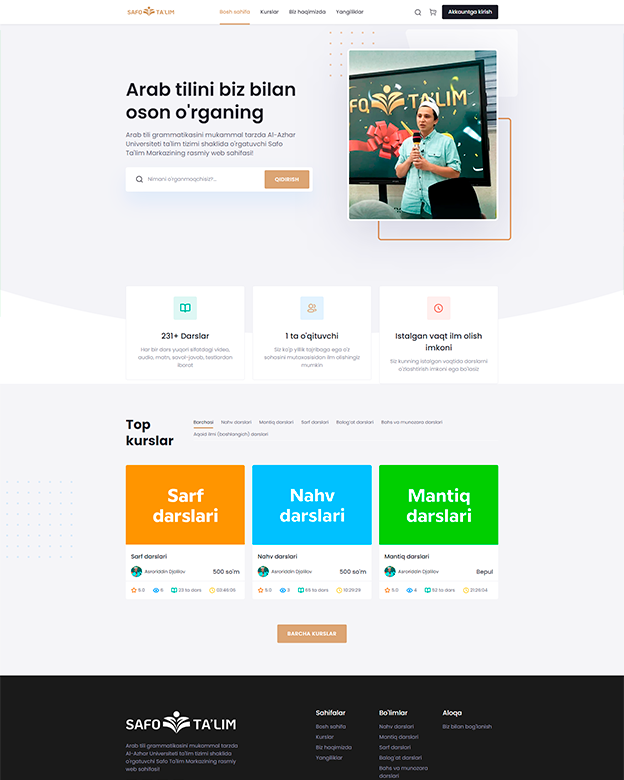 SAFO TA'LIM
Bosh sahifa Kurslar Biz haqimizda Yangiliklar
Akkauntga kirish
Arab tilini biz bilan
oson o'rganing
Arab tili grammatikasini mukammal tarzda Al-Azhar
Universiteti ta'lim tizimi shaklida o'rgatuvchi Safo
Ta'lim Markazining rasmiy web sahifasi!
Nimani o'rganmoqchisiz?...
QIDIRISH
FO TA'LIM
231+ Darslar
Har bir dars yuqori sifatdagi video,
audio, matn, savol-javob, testlardan
iborat
1 ta o'qituvchi
Siz ko'p yillik tajribaga ega o'z
sohasini mutaxassisidan ilm olishingiz
mumkin
Istalgan vaqt ilm olish
imkoni
Siz kunning istalgan vaqtida darslarni
o'zlashtirish imkoni ega bo'lasiz
Top
kurslar
Barchasi Nahv darslari Mantiq darslari Sarf darslari Balog'at darslari Bahs va munozara darslari
Aqoid ilmi (boshlang'ich) darslari
Sarf
darslari
Nahv
darslari
Mantiq
darslari
Sarf darslari
Asroriddin Djalilov 500 so'm
5.0 6 23 ta dars 03:49:09
Nahv darslari
Asroriddin Djalilov 500 so'm
5.0 3 65 ta dars 10:29:29
Mantiq darslari
Asroriddin Djalilov Bepul
5.0 4 52 ta dars 21:26:04
BARCHA KURSLAR
SAFO TA'LIM
Arab tili grammatikasini mukammal tarzda
Al-Azhar Universiteti ta'lim tizimi shaklida
o'rgatuvchi Safo Ta'lim Markazining rasmiy
web sahifasi!
Sahifalar
Bosh sahifa
Kurslar
Biz haqimizda
Yangiliklar
Bo'limlar
Nahv darslari
Mantiq darslari
Sarf darslari
Balog'at darslari
Bahs va munozara
darslari
Aloqa
Biz bilan bog'lanish